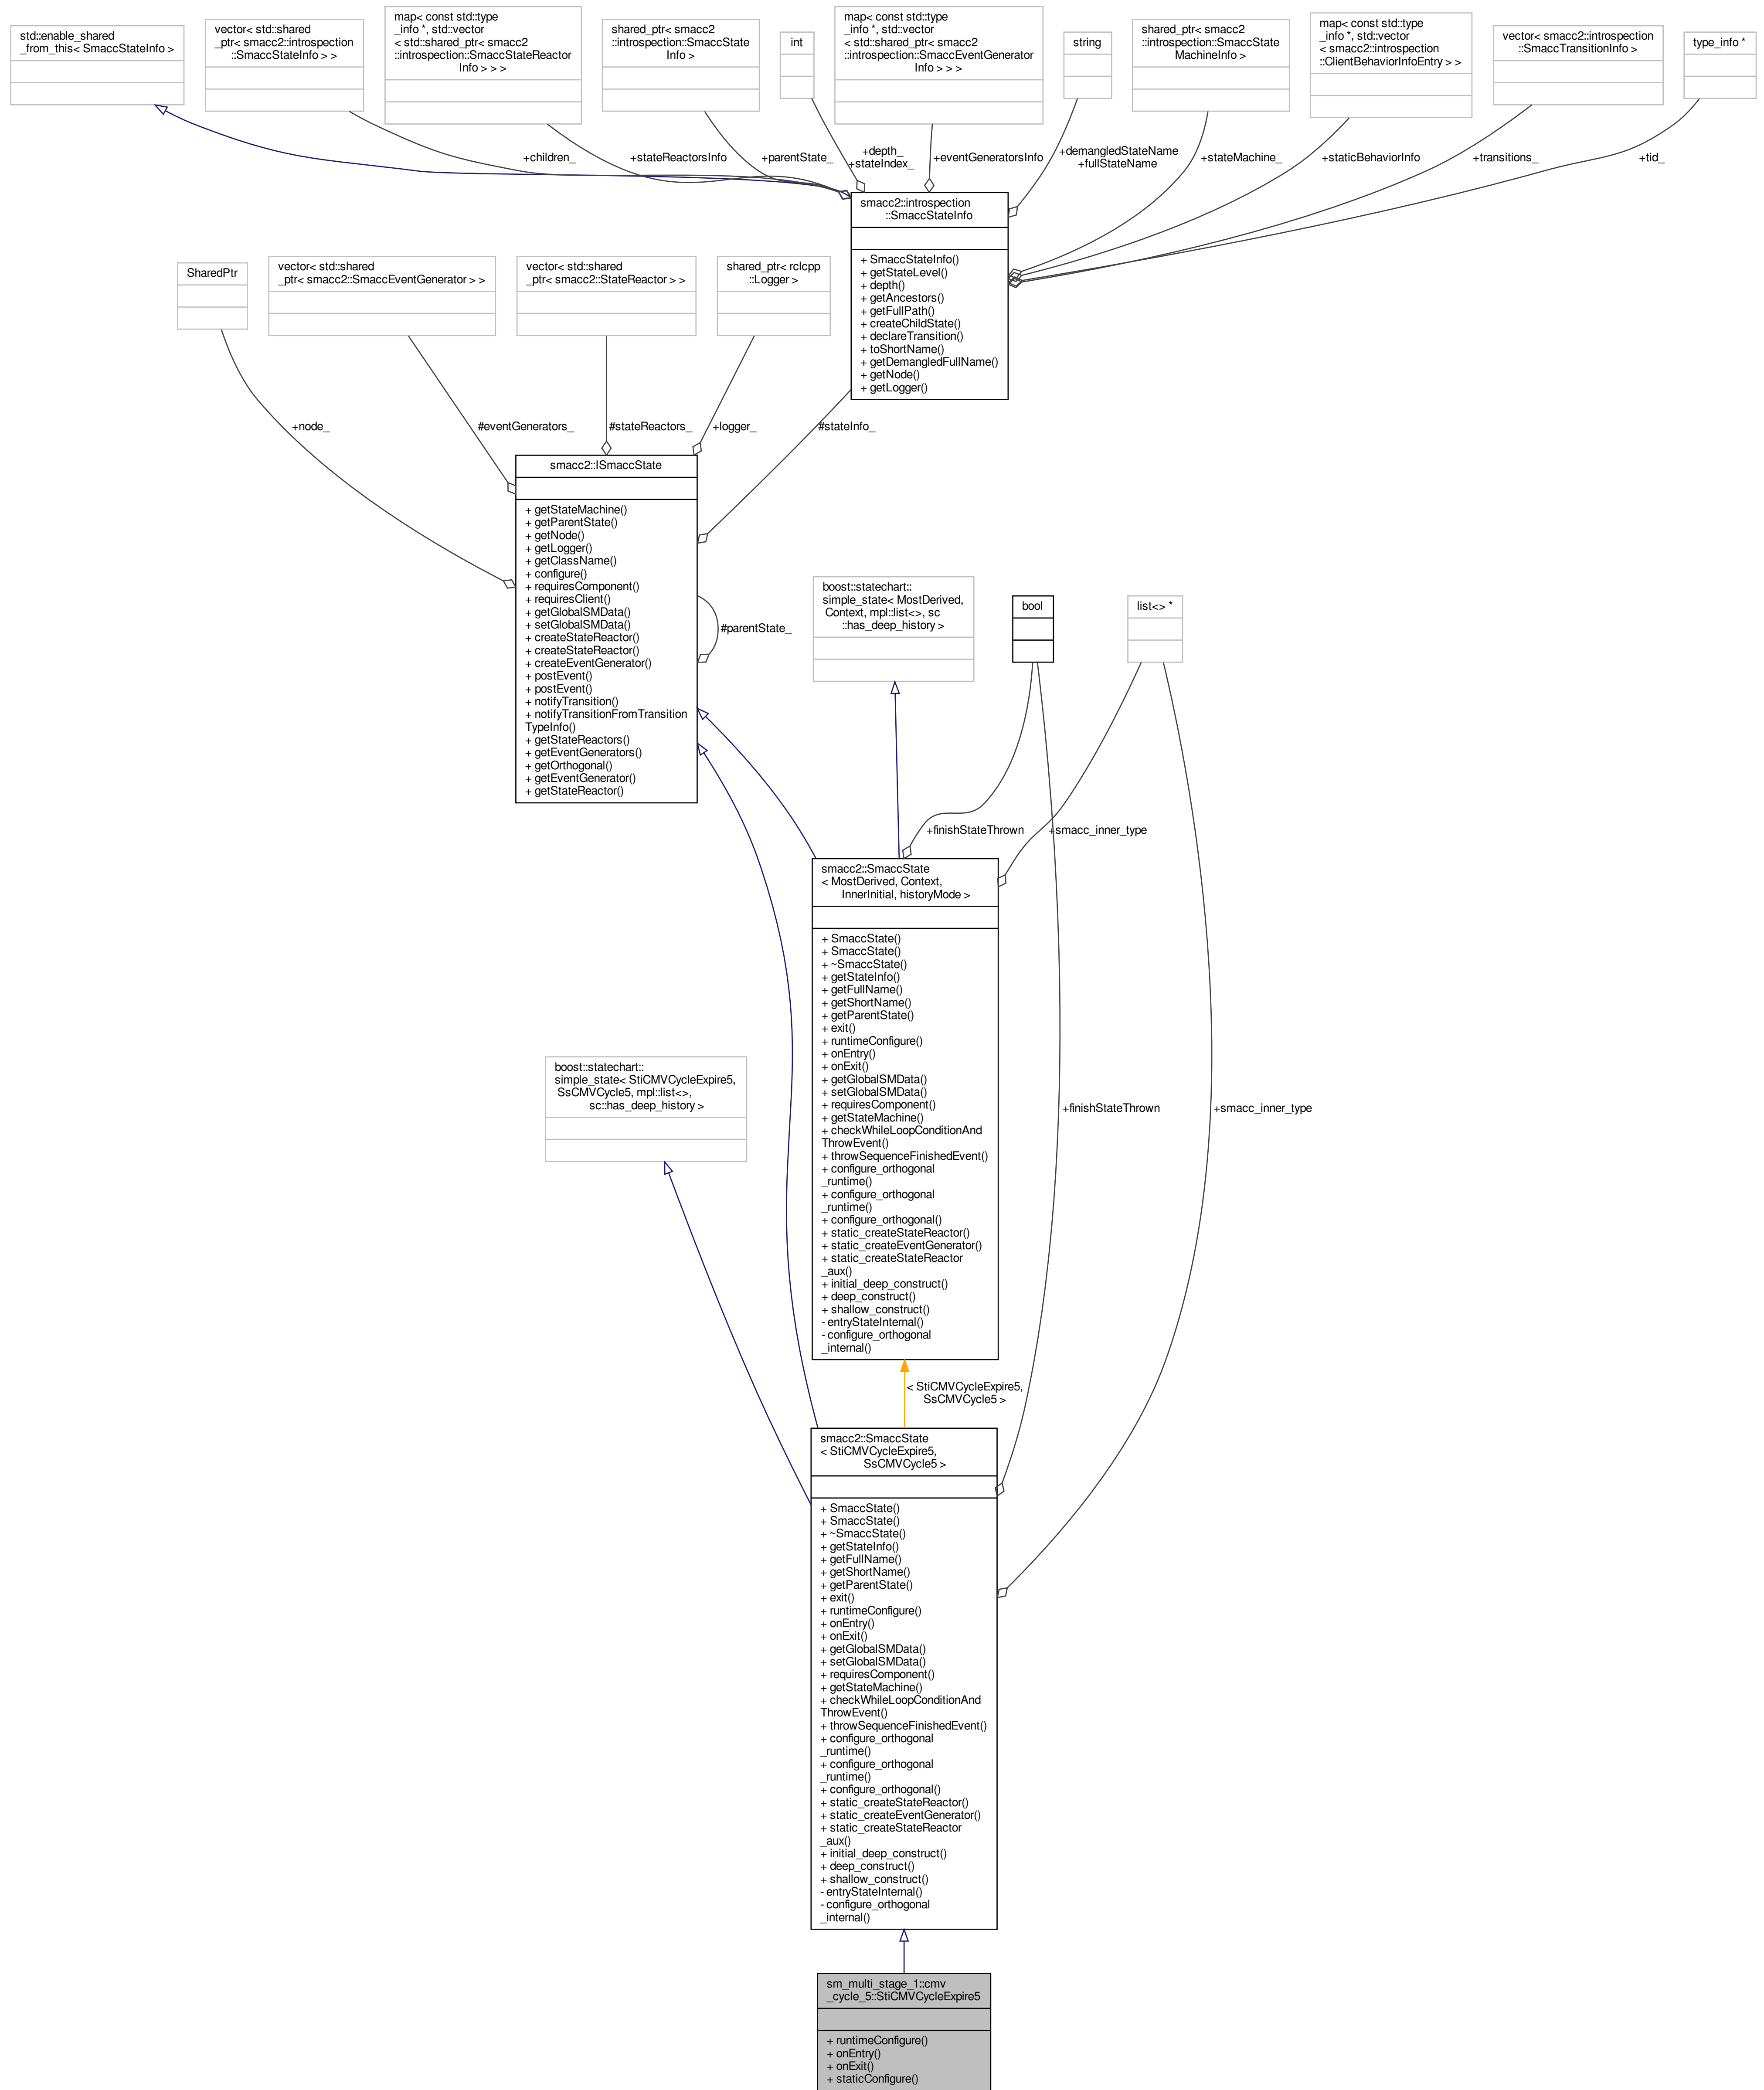 std::enable_shared
_from_this< SmaccStateInfo >
vector< std::shared
_ptr< smacc2::introspection
::SmaccStateInfo > >
map< const std::type
_info *, std::vector
< std::shared_ptr< smacc2
::introspection::SmaccStateReactor
Info > > >
shared_ptr< smacc2
::introspection::SmaccState
Info >
int
map< const std::type
_info *, std::vector
< std::shared_ptr< smacc2
::introspection::SmaccEventGenerator
Info > > >
string
shared_ptr< smacc2
::introspection::SmaccState
MachineInfo >
map< const std::type
_info *, std::vector
< smacc2::introspection
::ClientBehaviorInfoEntry > >
vector< smacc2::introspection
::SmaccTransitionInfo >
type_info *
+children_
+stateReactorsInfo
+parentState_
+depth_
+stateIndex_
+eventGeneratorsInfo
+demangledStateName
+fullStateName
+stateMachine_
+staticBehaviorInfo
+transitions_
+tid_
smacc2::introspection
::SmaccStateInfo
+ SmaccStateInfo()
+ getStateLevel()
+ depth()
+ getAncestors()
+ getFullPath()
+ createChildState()
+ declareTransition()
+ toShortName()
+ getDemangledFullName()
+ getNode()
+ getLogger()
SharedPtr
vector< std::shared
_ptr< smacc2::SmaccEventGenerator > >
vector< std::shared
_ptr< smacc2::StateReactor > >
shared_ptr< rclcpp
::Logger >
+node_
#eventGenerators_
#stateReactors_
+logger_
#stateInfo_
smacc2::ISmaccState
+ getStateMachine()
+ getParentState()
+ getNode()
+ getLogger()
+ getClassName()
+ configure()
+ requiresComponent()
+ requiresClient()
+ getGlobalSMData()
+ setGlobalSMData()
+ createStateReactor()
+ createStateReactor()
+ createEventGenerator()
+ postEvent()
+ postEvent()
+ notifyTransition()
+ notifyTransitionFromTransition
TypeInfo()
+ getStateReactors()
+ getEventGenerators()
+ getOrthogonal()
+ getEventGenerator()
+ getStateReactor()
#parentState_
boost::statechart::
simple_state< MostDerived,
Context, mpl::list<>, sc
::has_deep_history >
bool
list<> *
+finishStateThrown
+smacc_inner_type
smacc2::SmaccState
< MostDerived, Context,
InnerInitial, historyMode >
+ SmaccState()
+ SmaccState()
+ ~SmaccState()
+ getStateInfo()
+ getFullName()
+ getShortName()
+ getParentState()
+ exit()
+ runtimeConfigure()
+ onEntry()
+ onExit()
+ getGlobalSMData()
+ setGlobalSMData()
+ requiresComponent()
+ getStateMachine()
+ checkWhileLoopConditionAnd
ThrowEvent()
+ throwSequenceFinishedEvent()
+ configure_orthogonal
_runtime()
+ configure_orthogonal
_runtime()
+ configure_orthogonal()
+ static_createStateReactor()
+ static_createEventGenerator()
+ static_createStateReactor
_aux()
+ initial_deep_construct()
+ deep_construct()
+ shallow_construct()
- entryStateInternal()
- configure_orthogonal
_internal()
boost::statechart::
simple_state< StiCMVCycleExpire5,
SsCMVCycle5, mpl::list<>,
sc::has_deep_history >
+finishStateThrown
+smacc_inner_type
< StiCMVCycleExpire5,
SsCMVCycle5 >
smacc2::SmaccState
< StiCMVCycleExpire5,
SsCMVCycle5 >
+ SmaccState()
+ SmaccState()
+ ~SmaccState()
+ getStateInfo()
+ getFullName()
+ getShortName()
+ getParentState()
+ exit()
+ runtimeConfigure()
+ onEntry()
+ onExit()
+ getGlobalSMData()
+ setGlobalSMData()
+ requiresComponent()
+ getStateMachine()
+ checkWhileLoopConditionAnd
ThrowEvent()
+ throwSequenceFinishedEvent()
+ configure_orthogonal
_runtime()
+ configure_orthogonal
_runtime()
+ configure_orthogonal()
+ static_createStateReactor()
+ static_createEventGenerator()
+ static_createStateReactor
_aux()
+ initial_deep_construct()
+ deep_construct()
+ shallow_construct()
- entryStateInternal()
- configure_orthogonal
_internal()
sm_multi_stage_1::cmv
_cycle_5::StiCMVCycleExpire5
+ runtimeConfigure()
+ onEntry()
+ onExit()
+ staticConfigure()